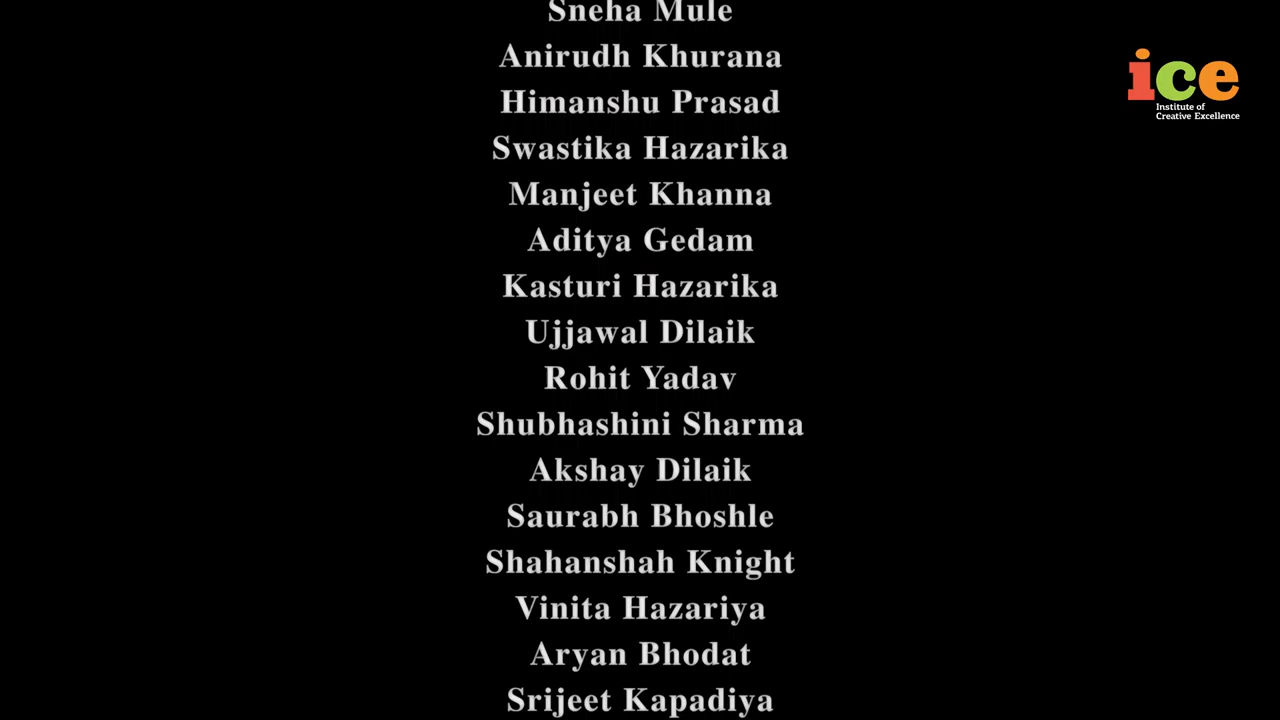 Sneha Mule
Anirudh Khurana
Himanshu Prasad
Swastika Hazarika
Manjeet Khanna
Aditya Gedam
Kasturi Hazarika
Ujjawal Dilaik
Rohit Yadav
Shubhashini Sharma
Akshay Dilaik
Saurabh Bhoshle
Shahanshah Knight
Vinita Hazariya
Aryan Bhodat
Srijeet Kapadiya
ice
Institute of
Creative Excellence